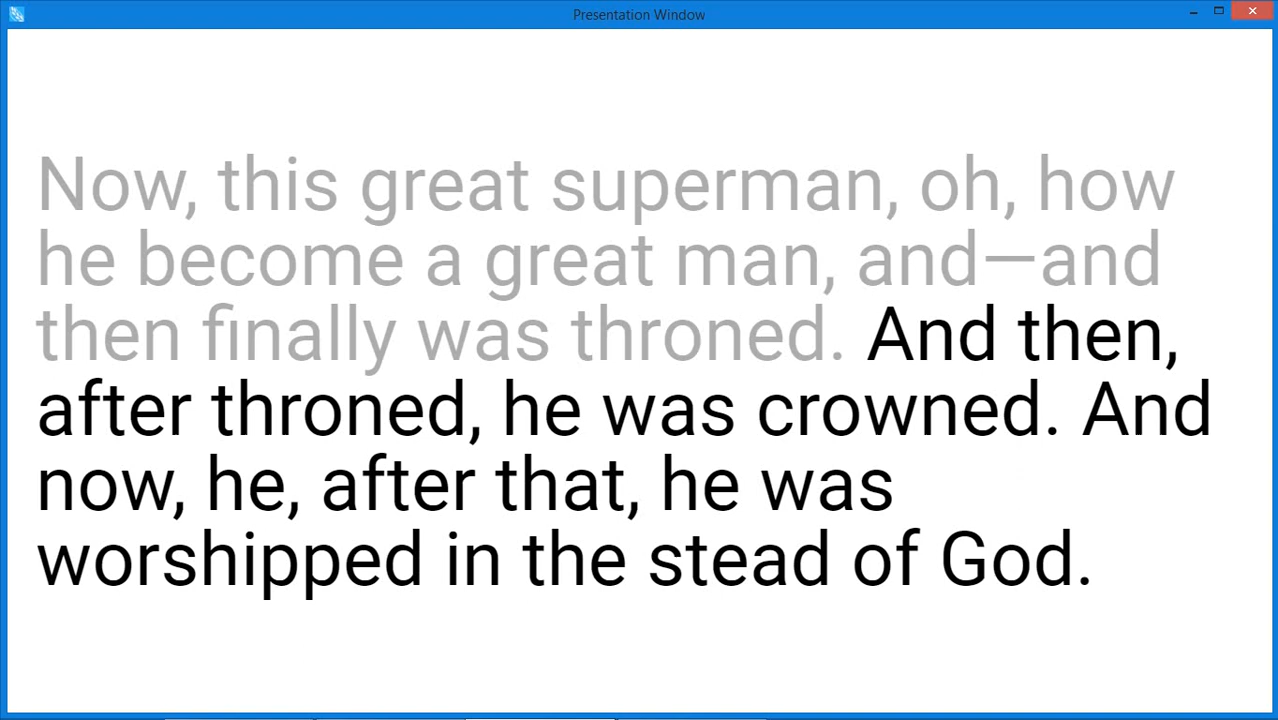 Presentation Window
Now, this great superman, oh, how
he become a great man, and—and
then finally was throned. And then,
after throned, he was crowned. And
now, he, after that, he was
worshipped in the stead of God.